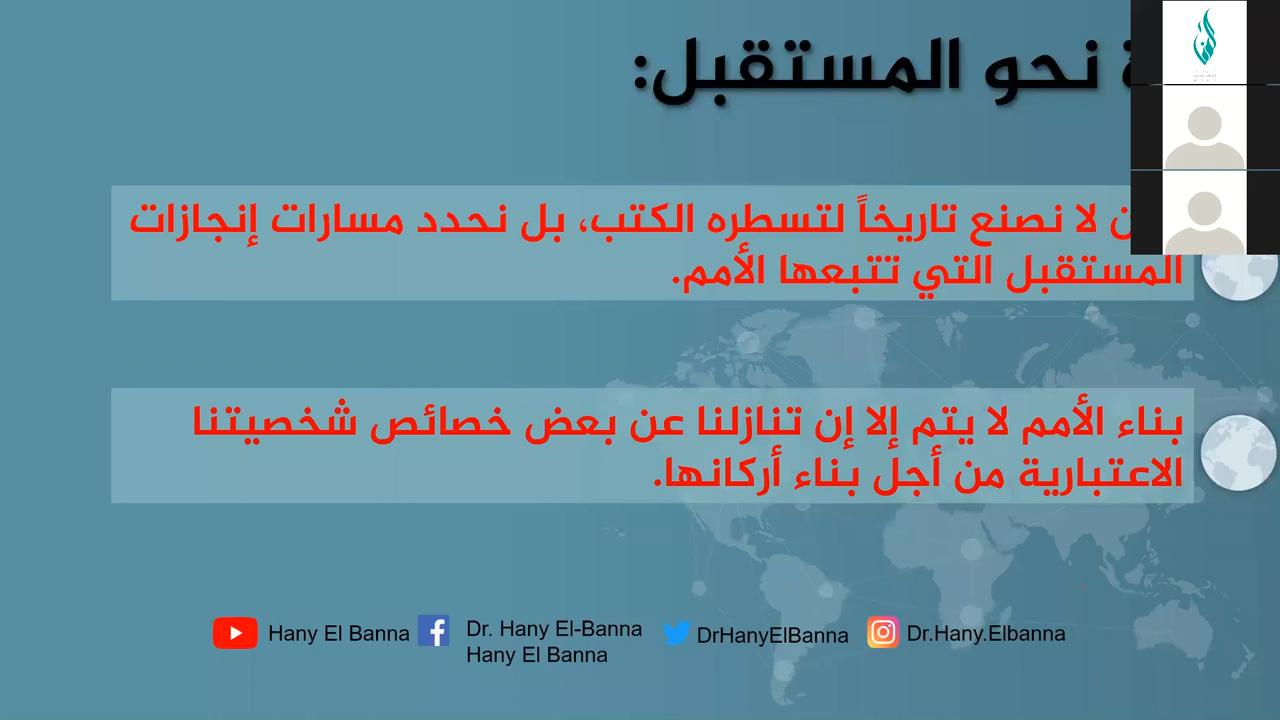 نحو المستقبل:
لا نصنع تاريخاً لتسطره الكتب، بل نحدد مسارات إنجازات
المستقبل التي تتبعها الأمم.
بناء الأمم لا يتم إلا إن تنازلنا عن بعض خصائص شخصيتنا
الاعتبارية من أجل بناء أركانها.
Hany El Banna
Dr. Hany El-Banna
Hany El Banna
DrHanyElBanna
Dr.Hany.Elbanna